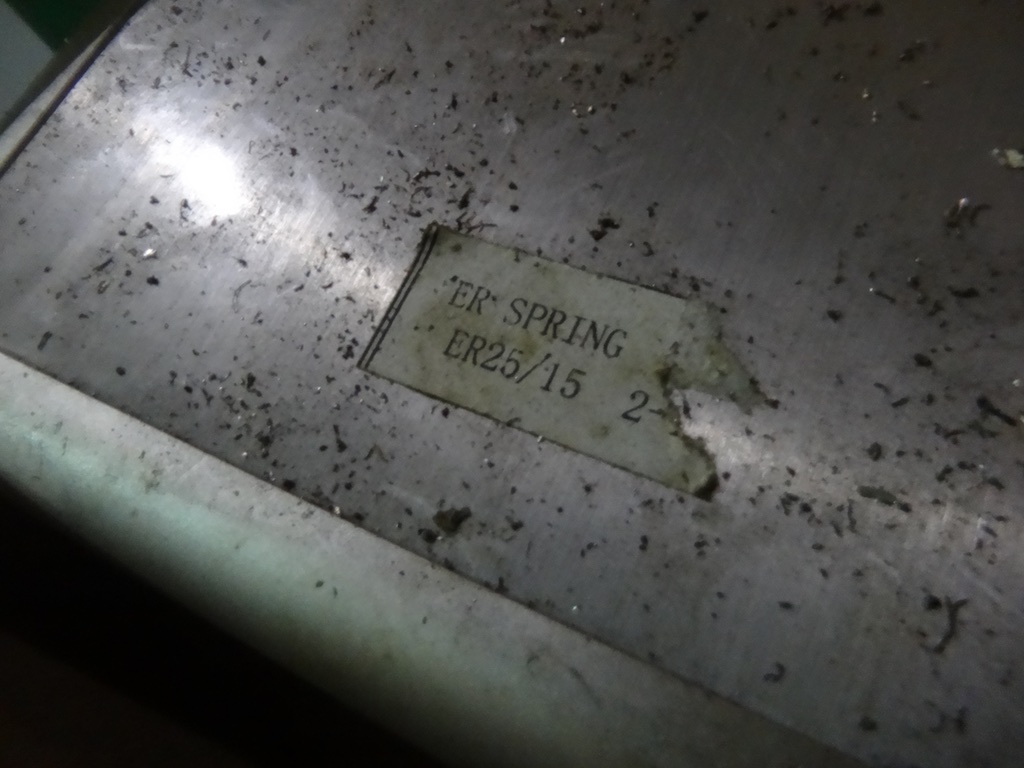 ER SPRING
ER25/15 2-